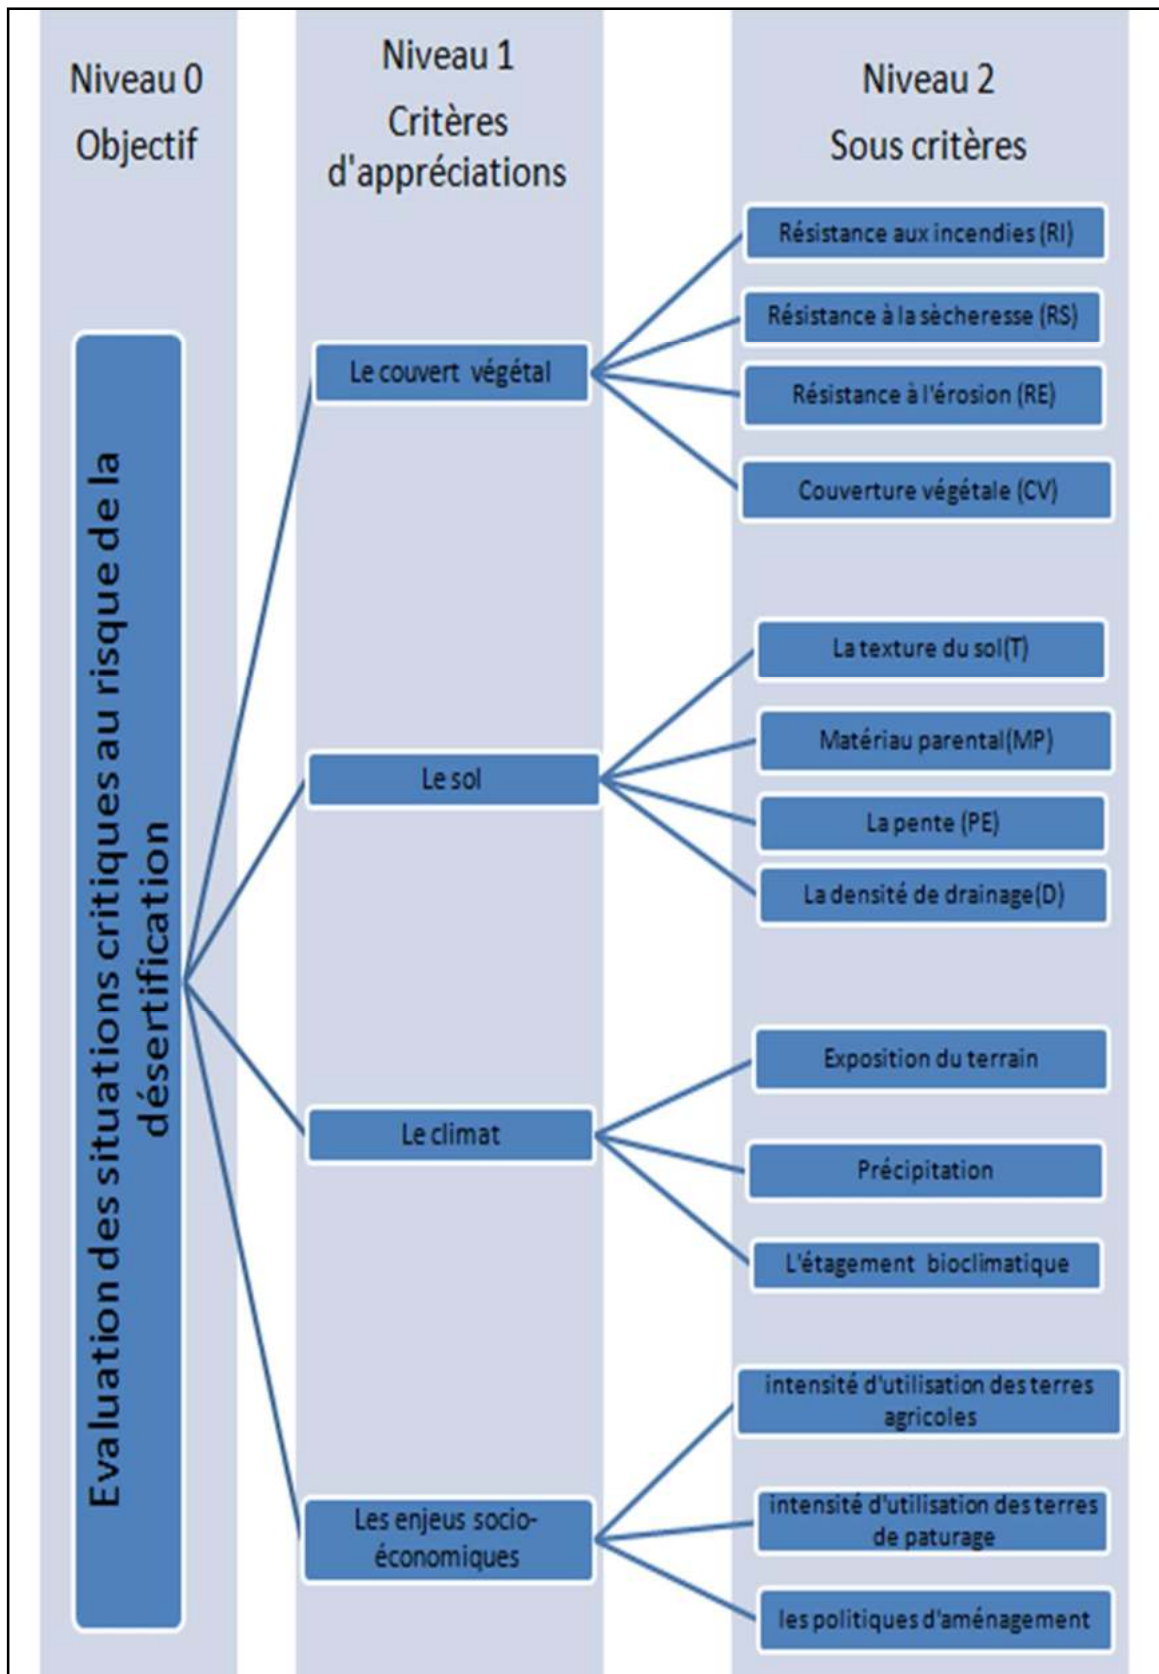 Niveau 0
Objectif
Niveau 1
Critères
d'appréciations
Niveau 2
Sous critères
Evaluation des situations critiques au risque de la
désertification
Le couvert végétal
Résistance aux incendies (RI)
Résistance à la sècheresse (RS)
Résistance à l'érosion (RE)
Couverture végétale (CV)
Le sol
La texture du sol(T)
Matériau parental(MP)
La pente (PE)
La densité de drainage(D)
Le climat
Exposition du terrain
Précipitation
L'étagement bioclimatique
Les enjeus socio-
économiques
intensité d'utilisation des terres
agricoles
intensité d'utilisation des terres
de paturage
les politiques d'aménagement